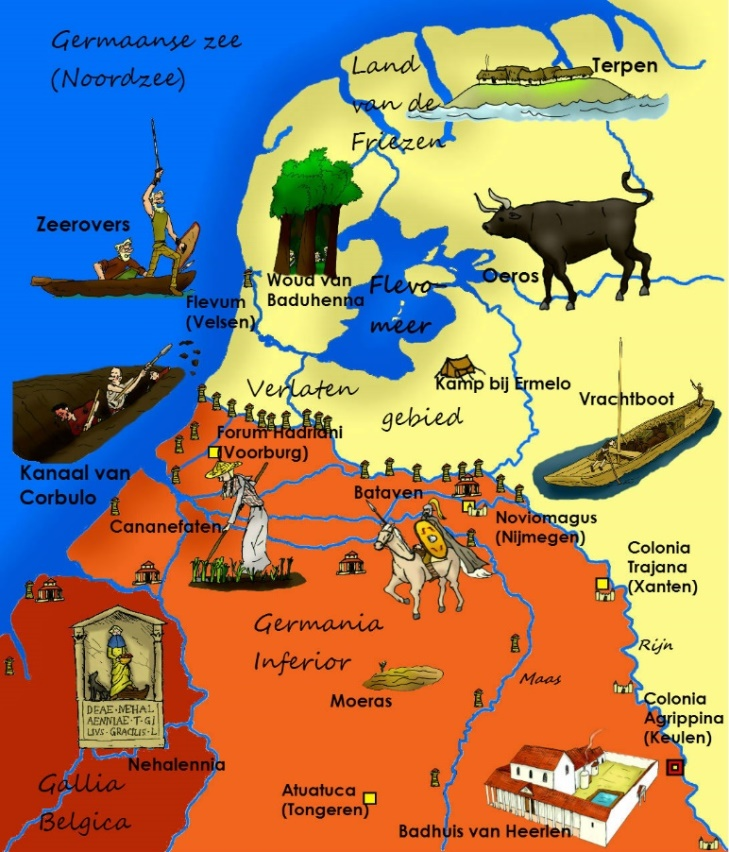 Germaanse zee
(Noordzee)
Land
van de
Friezen
Terpen
Zeerovers
Woud van
Baduhenna
Flevo-
meer
Oeros
Flevum
(Velsen)
Verlaten
gebied
Kamp bij Ermelo
Vrachtboot
Kanaal van
Corbulo
Forum Hadriani
(Voorburg)
Cananefaten
Bataven
Noviomagus
(Nijmegen)
Colonia
Trajana
(Xanten)
Germania
Inferior
Rijn
Maas
Moeras
Colonia
Agrippina
(Keulen)
DEAE·NEHAL
AENNIAE·T·GI
LIVS·GRACILIS·L
Nehalennia
Gallia
Belgica
Atuatuca
(Tongeren)
Badhuis van Heerlen